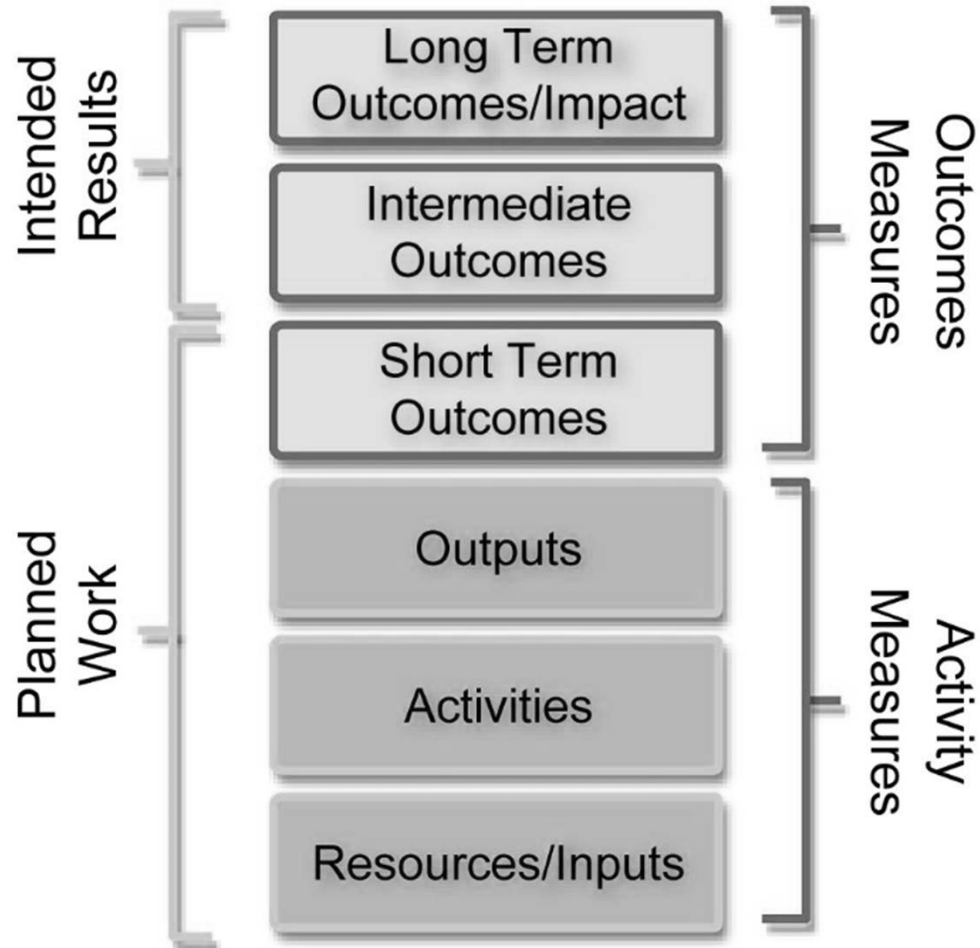 Intended
Results
Long Term
Outcomes/Impact
Intermediate
Outcomes
Short Term
Outcomes
Outcomes
Measures
Planned
Work
Outputs
Activities
Resources/Inputs
Activity
Measures